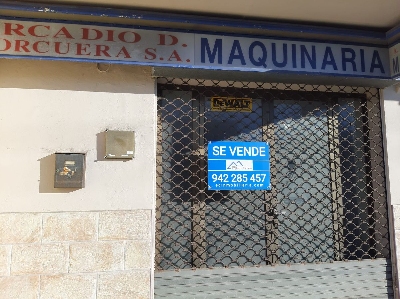 RCADIO D.
ORCUERA S.A.
MAQUINARIA
DEWALT
SE VENDE
942 285 457